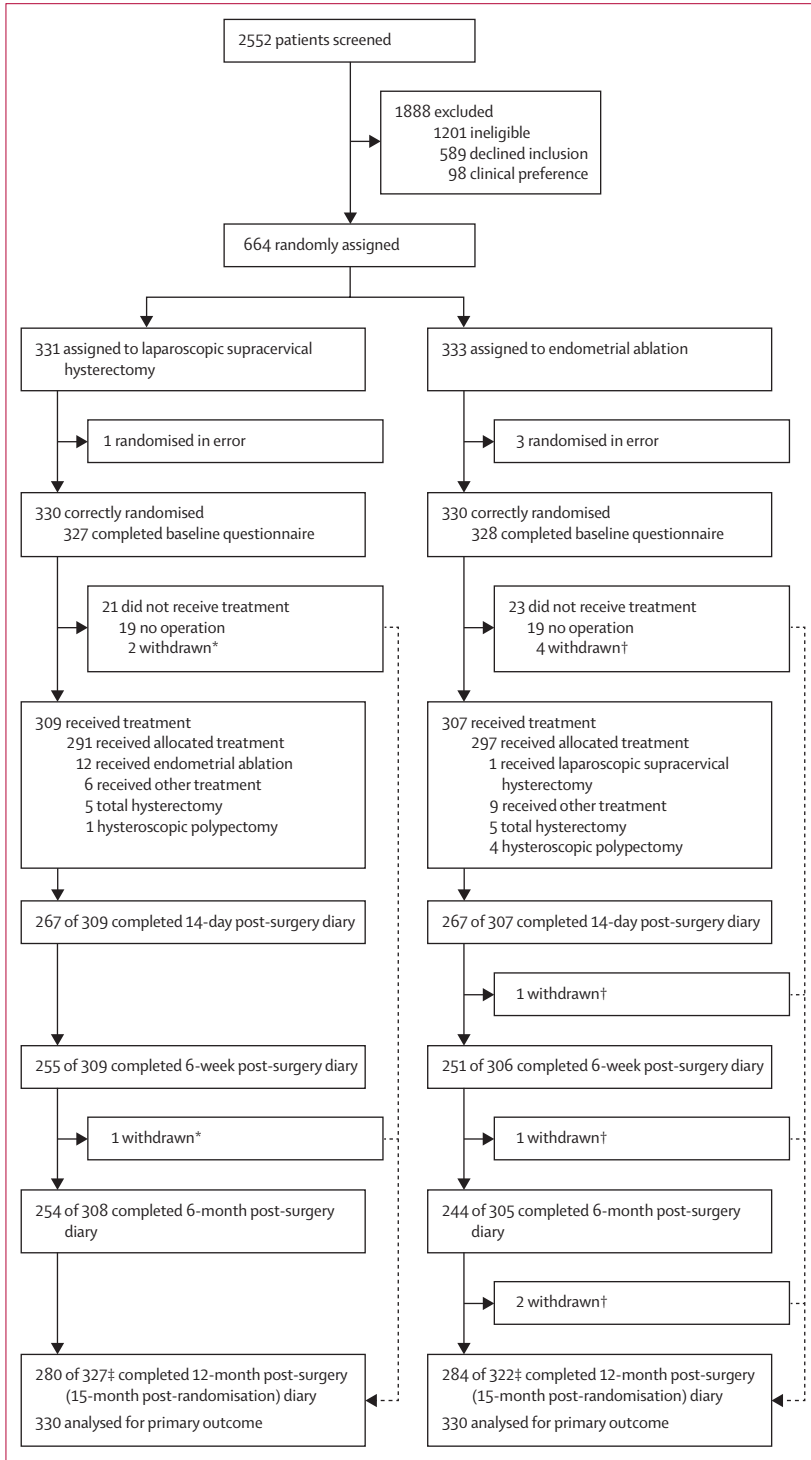 2552 patients screened
1888 excluded
1201 ineligible
589 declined inclusion
98 clinical preference
664 randomly assigned
331 assigned to laparoscopic supracervical
hysterectomy
333 assigned to endometrial ablation
1 randomised in error
3 randomised in error
330 correctly randomised
327 completed baseline questionnaire
330 correctly randomised
328 completed baseline questionnaire
21 did not receive treatment
19 no operation
2 withdrawn*
23 did not receive treatment
19 no operation
4 withdrawn†
309 received treatment
291 received allocated treatment
12 received endometrial ablation
6 received other treatment
5 total hysterectomy
1 hysteroscopic polypectomy
307 received treatment
297 received allocated treatment
1 received laparoscopic supracervical
hysterectomy
9 received other treatment
5 total hysterectomy
4 hysteroscopic polypectomy
267 of 309 completed 14-day post-surgery diary
267 of 307 completed 14-day post-surgery diary
1 withdrawn†
255 of 309 completed 6-week post-surgery diary
251 of 306 completed 6-week post-surgery diary
1 withdrawn*
1 withdrawn†
254 of 308 completed 6-month post-surgery
diary
244 of 305 completed 6-month post-surgery
diary
2 withdrawn†
280 of 327‡ completed 12-month post-surgery
(15-month post-randomisation) diary
330 analysed for primary outcome
284 of 322‡ completed 12-month post-surgery
(15-month post-randomisation) diary
330 analysed for primary outcome